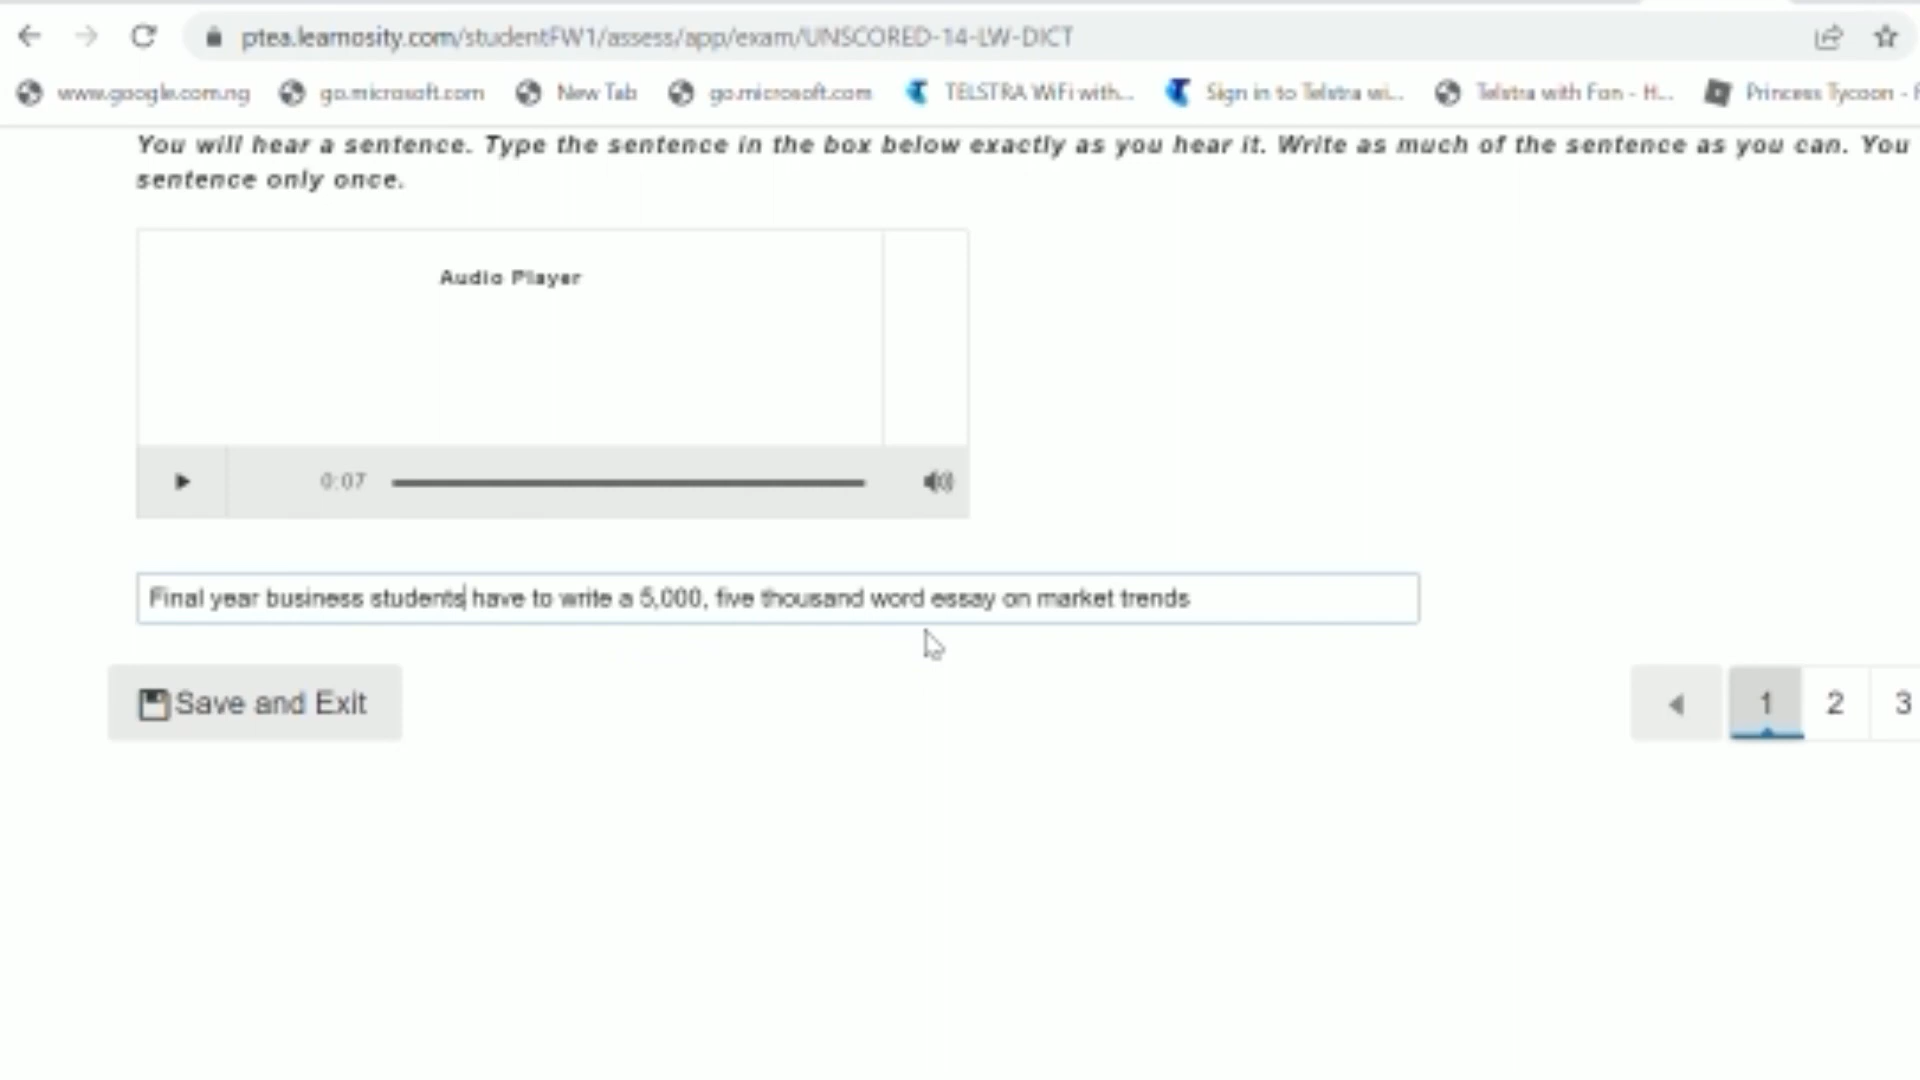 ptea.learnosity.com/studentFW1/assess/app/exam/UNSCORED-14-LW-DICT
www.google.com.ng go.microsoft.com New Tab go.microsoft.com TELSTRA WiFi with... Sign in to Telstra wi... Telstra with Fon - H... Princess Tycoon -
You will hear a sentence. Type the sentence in the box below exactly as you hear it. Write as much of the sentence as you can. You
sentence only once.
Audio Player
0:07
Final year business students have to write a 5,000, five thousand word essay on market trends
Save and Exit
1 2 3